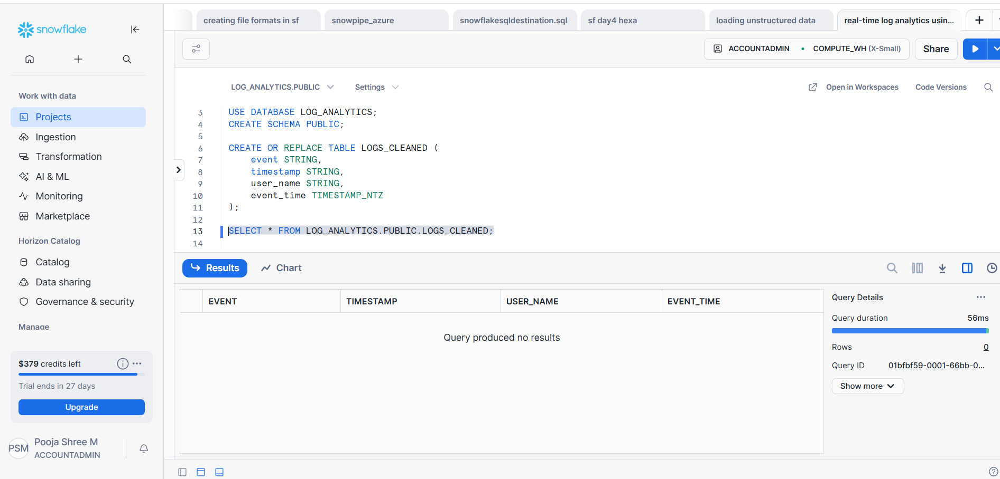 snowflake
Work with data
Projects
Ingestion
Transformation
AI & ML
Monitoring
Marketplace
Horizon Catalog
Catalog
Data sharing
Governance & security
Manage
$379 credits left
Trial ends in 27 days
Upgrade
PSM
Pooja Shree M
ACCOUNTADMIN
creating file formats in sf
snowpipe_azure
snowflakesqldestination.sql
sf day4 hexa
loading unstructured data
real-time log analytics usin...
ACCOUNTADMIN
COMPUTE_WH (X-Small)
Share
LOG_ANALYTICS.PUBLIC
Settings
Open in Workspaces
Code Versions
3 USE DATABASE LOG_ANALYTICS;
4 CREATE SCHEMA PUBLIC;
5
6 CREATE OR REPLACE TABLE LOGS_CLEANED (
7 event STRING,
8 timestamp STRING,
9 user_name STRING,
10 event_time TIMESTAMP_NTZ
11 );
12
13 SELECT * FROM LOG_ANALYTICS.PUBLIC.LOGS_CLEANED;
14
Results
Chart
EVENT TIMESTAMP USER_NAME EVENT_TIME
Query produced no results
Query Details
Query duration 56ms
Rows 0
Query ID 01bfbf59-0001-66bb-0...
Show more